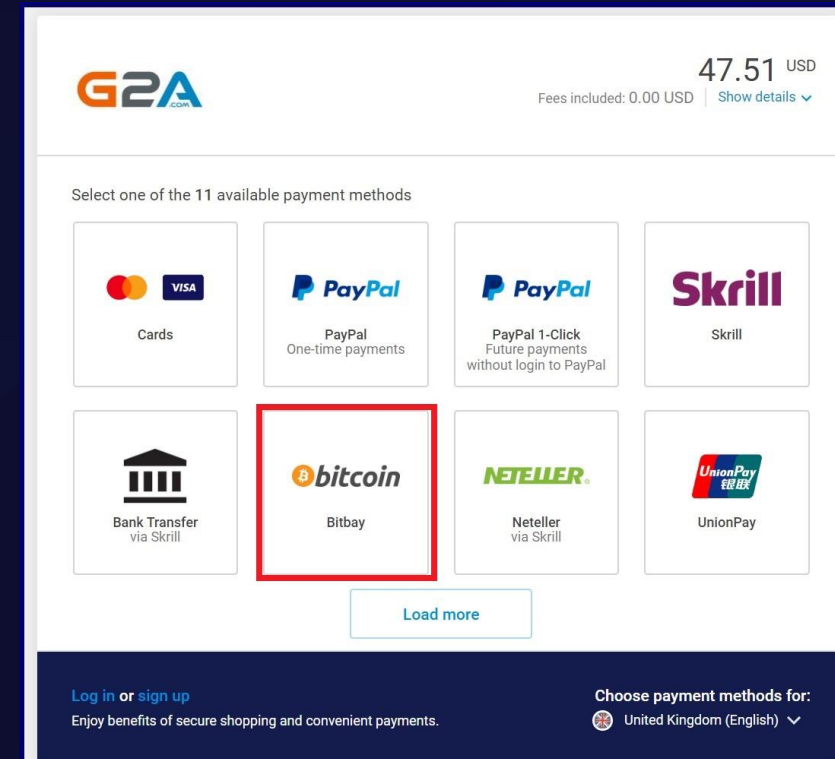 G2A
.COM
47.51 USD
Fees included: 0.00 USD
Show details
Select one of the 11 available payment methods
VISA
Cards
PayPal
PayPal
One-time payments
PayPal
PayPal 1-Click
Future payments
without login to PayPal
Skrill
Skrill
Bank Transfer
via Skrill
bitcoin
Bitbay
NETELLER
Neteller
via Skrill
UnionPay
银联
UnionPay
Load more
Log in or sign up
Enjoy benefits of secure shopping and convenient payments.
Choose payment methods for:
United Kingdom (English)